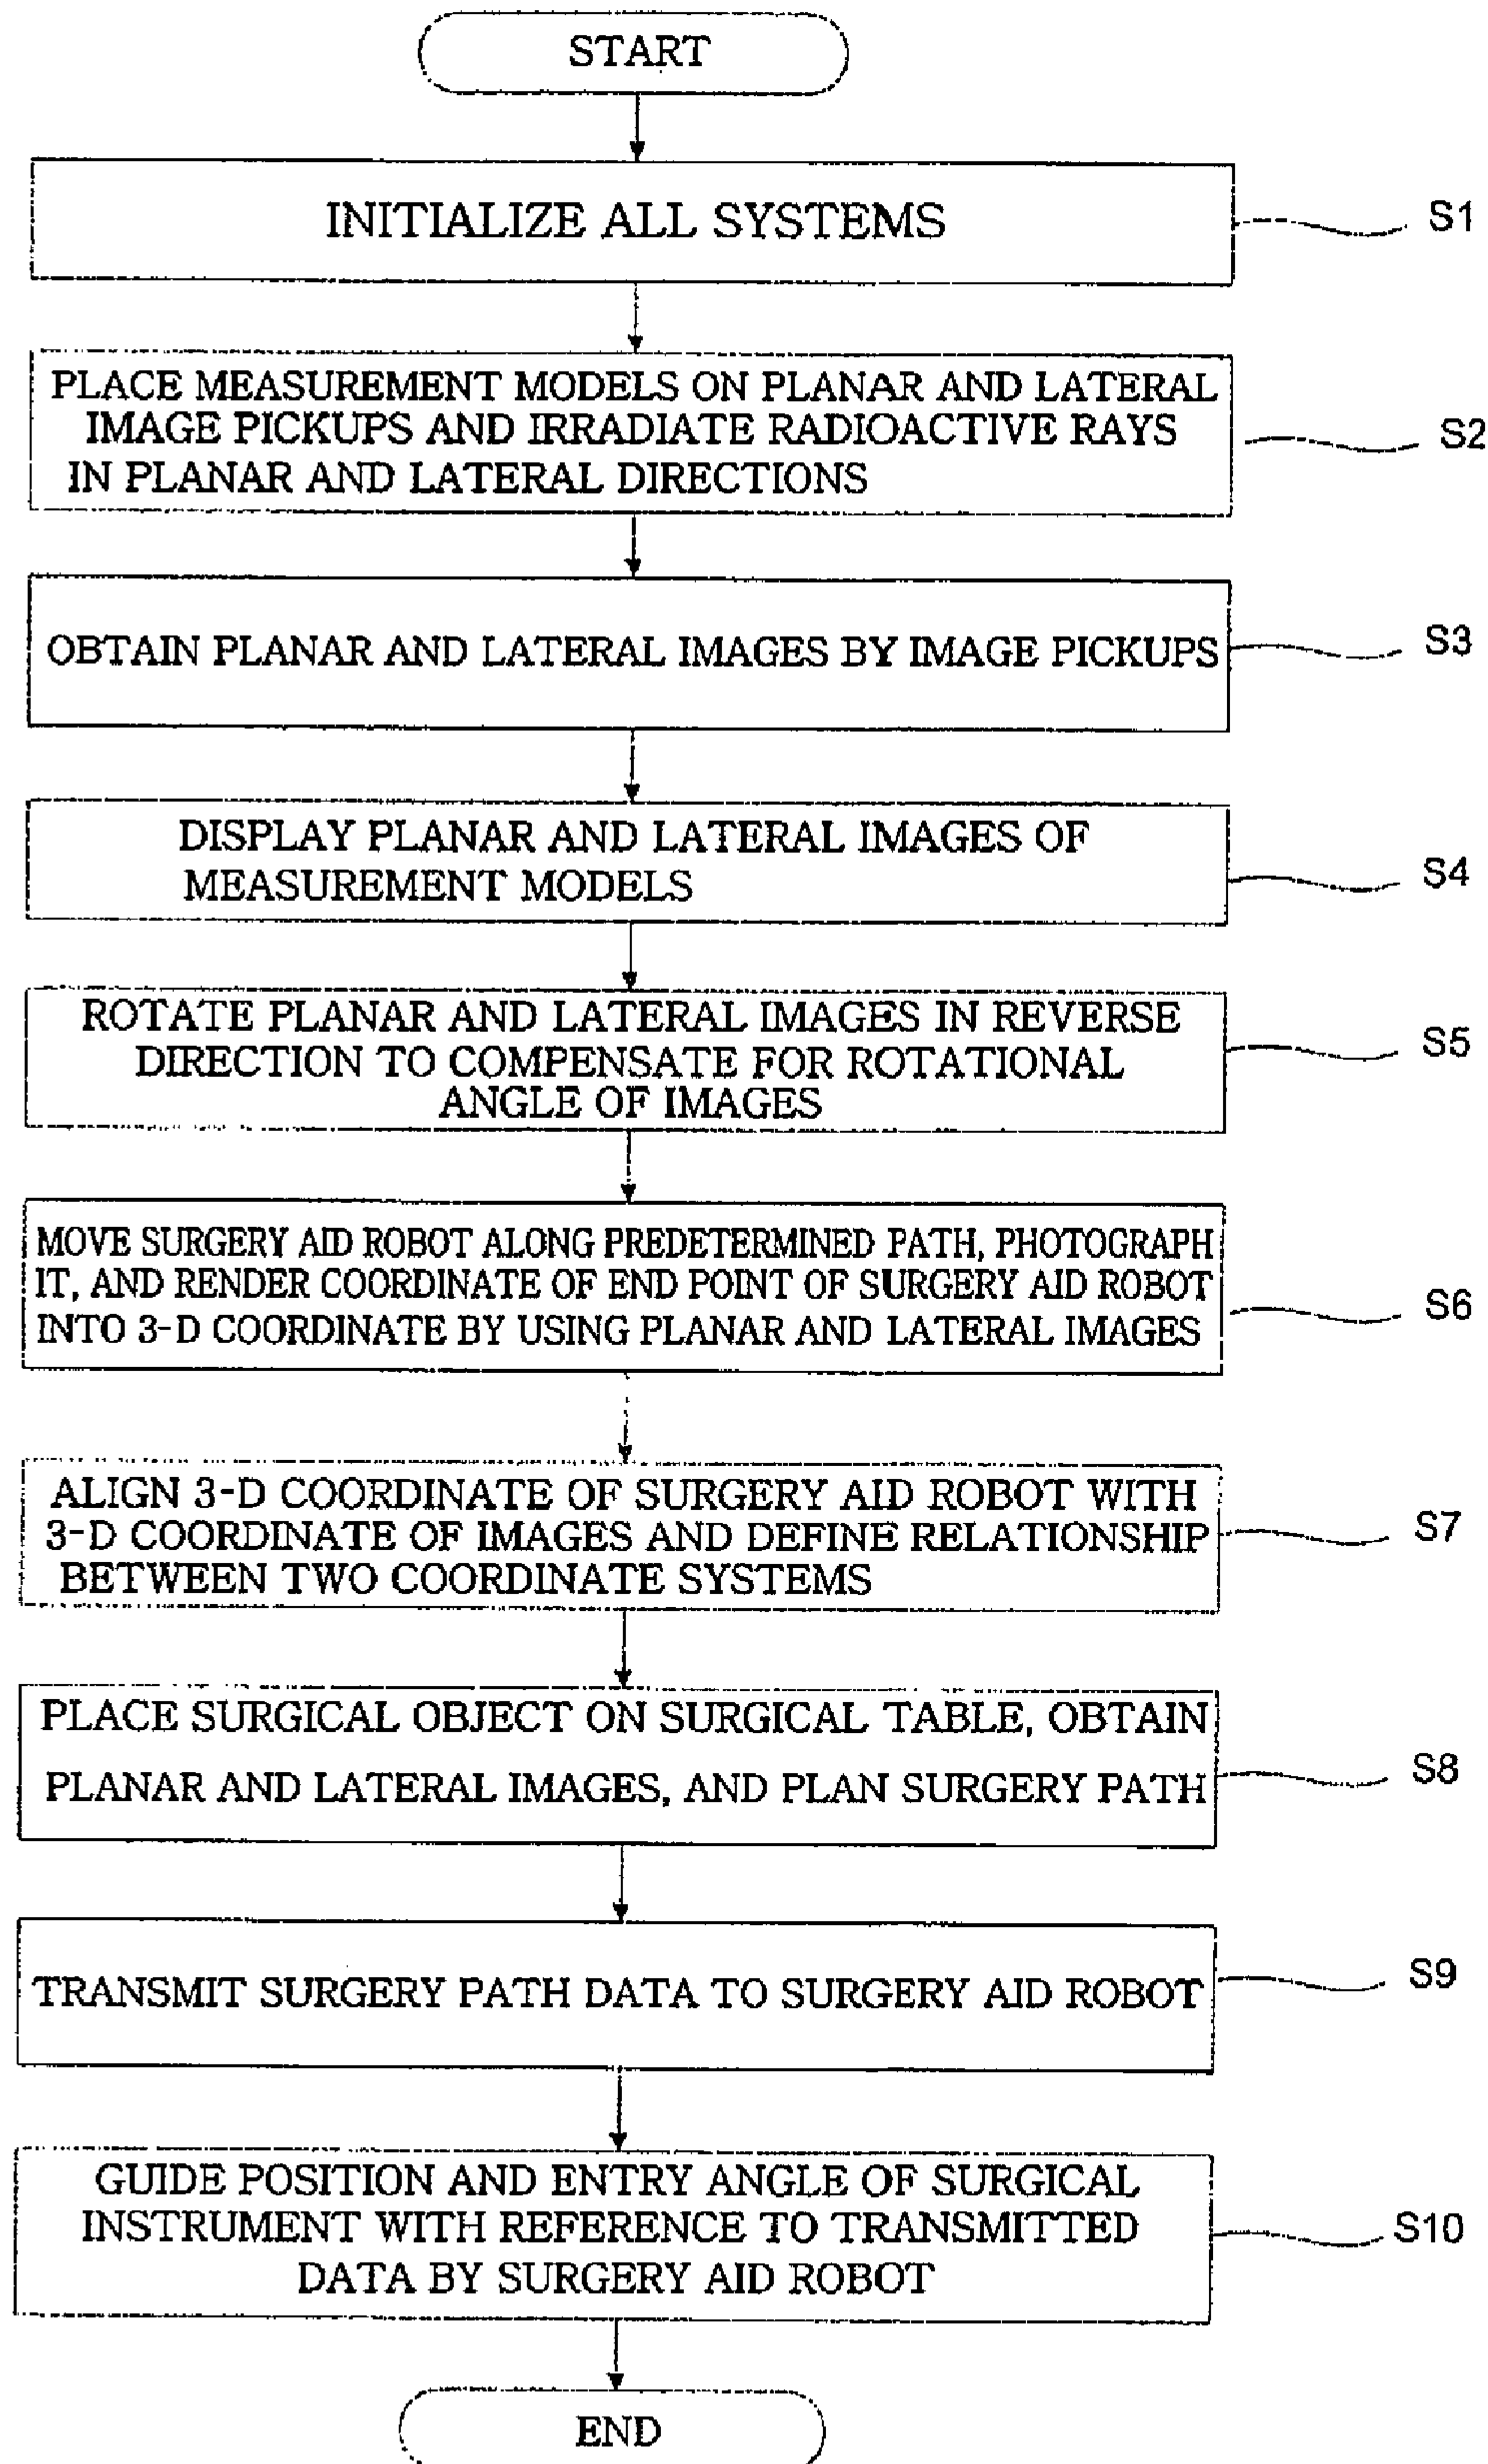 START
INITIALIZE ALL SYSTEMS
S1
PLACE MEASUREMENT MODELS ON PLANAR AND LATERAL
IMAGE PICKUPS AND IRRADIATE RADIOACTIVE RAYS
IN PLANAR AND LATERAL DIRECTIONS
S2
OBTAIN PLANAR AND LATERAL IMAGES BY IMAGE PICKUPS
S3
DISPLAY PLANAR AND LATERAL IMAGES OF
MEASUREMENT MODELS
S4
ROTATE PLANAR AND LATERAL IMAGES IN REVERSE
DIRECTION TO COMPENSATE FOR ROTATIONAL
ANGLE OF IMAGES
S5
MOVE SURGERY AID ROBOT ALONG PREDETERMINED PATH, PHOTOGRAPH
IT, AND RENDER COORDINATE OF END POINT OF SURGERY AID ROBOT
INTO 3-D COORDINATE BY USING PLANAR AND LATERAL IMAGES
S6
ALIGN 3-D COORDINATE OF SURGERY AID ROBOT WITH
3-D COORDINATE OF IMAGES AND DEFINE RELATIONSHIP
BETWEEN TWO COORDINATE SYSTEMS
S7
PLACE SURGICAL OBJECT ON SURGICAL TABLE, OBTAIN
PLANAR AND LATERAL IMAGES, AND PLAN SURGERY PATH
S8
TRANSMIT SURGERY PATH DATA TO SURGERY AID ROBOT
S9
GUIDE POSITION AND ENTRY ANGLE OF SURGICAL
INSTRUMENT WITH REFERENCE TO TRANSMITTED
DATA BY SURGERY AID ROBOT
S10
END